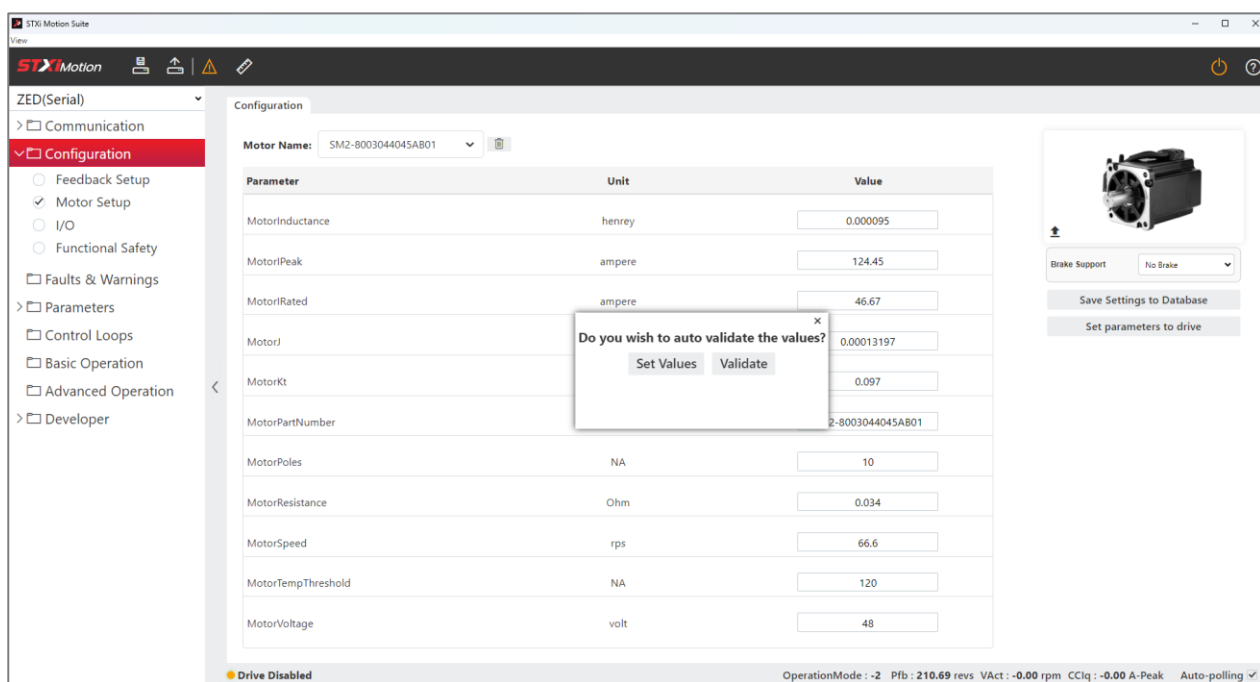 STXi Motion Suite
View
STXiMotion
ZED(Serial)
Communication
Configuration
Feedback Setup
Motor Setup
I/O
Functional Safety
Faults & Warnings
Parameters
Control Loops
Basic Operation
Advanced Operation
Developer
Configuration
Motor Name: SM2-8003044045AB01
Parameter Unit Value
MotorInductance henrey 0.000095
MotorIPeak ampere 124.45
MotorIRated ampere 46.67
MotorJ 0.00013197
MotorKt 0.097
MotorPartNumber 2-8003044045AB01
MotorPoles NA 10
MotorResistance Ohm 0.034
MotorSpeed rps 66.6
MotorTempThreshold NA 120
MotorVoltage volt 48
Do you wish to auto validate the values?
Set Values Validate
Brake Support No Brake
Save Settings to Database
Set parameters to drive
Drive Disabled OperationMode : -2 Pfb : 210.69 revs VAct : -0.00 rpm CCIq : -0.00 A-Peak Auto-polling